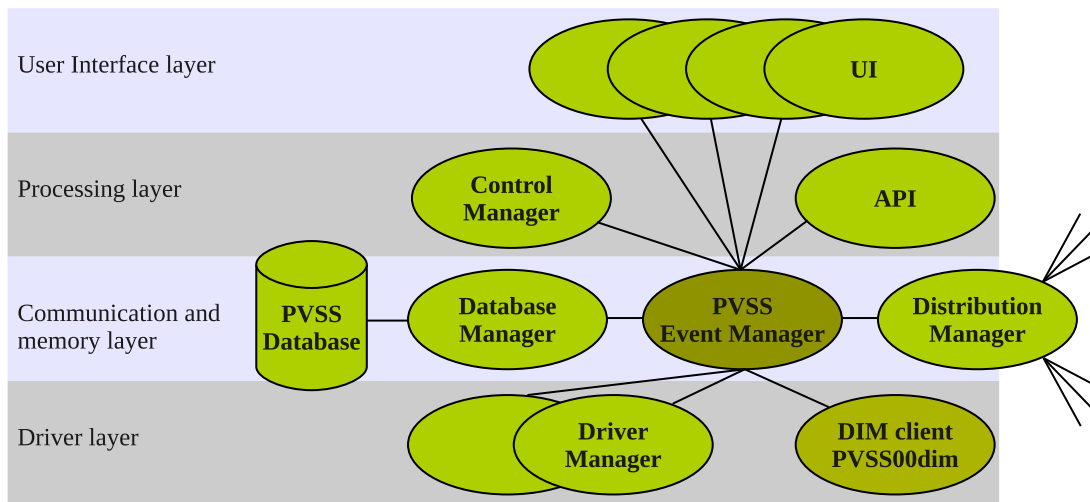 User Interface layer
UI
Processing layer
Control
Manager
API
Communication and
memory layer
PVSS
Database
Database
Manager
PVSS
Event Manager
Distribution
Manager
Driver layer
Driver
Manager
DIM client
PVSS00dim